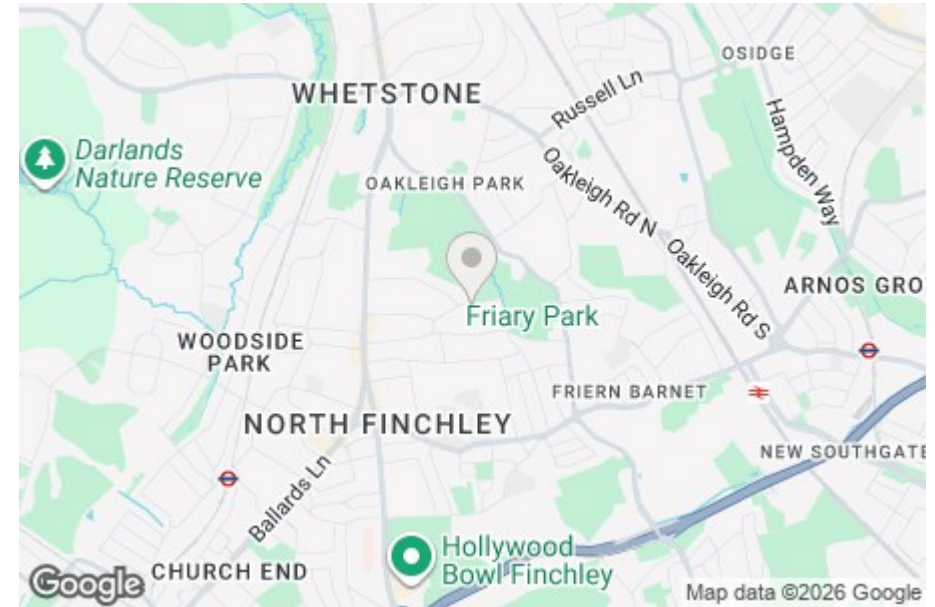 OSIDGE
WHETSTONE
Russell Ln
Hampden Way
Darlands
Nature Reserve
OAKLEIGH PARK
Oakleigh Rd N
Oakleigh Rd S
ARNOS GRO
Friary Park
WOODSIDE
PARK
FRIERN BARNET
NORTH FINCHLEY
NEW SOUTHGATE
Ballards Ln
Hollywood
Bowl Finchley
CHURCH END
Google
Map data ©2026 Google